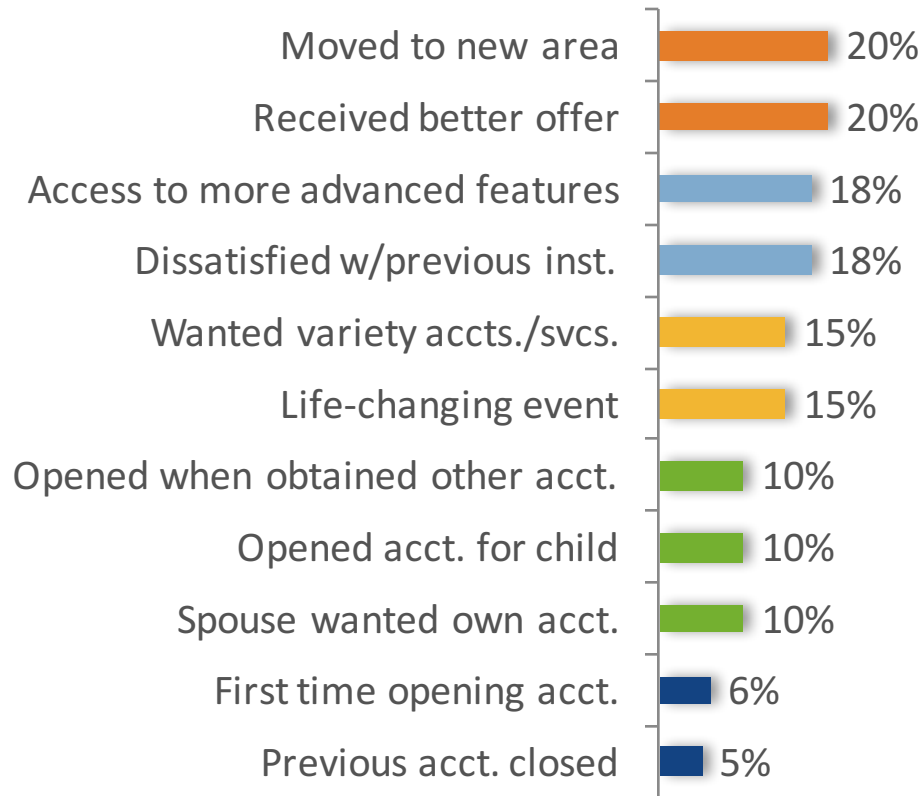 Moved to new area 20%
Received better offer 20%
Access to more advanced features 18%
Dissatisfied w/previous inst. 18%
Wanted variety accts./svcs. 15%
Life-changing event 15%
Opened when obtained other acct. 10%
Opened acct. for child 10%
Spouse wanted own acct. 10%
First time opening acct. 6%
Previous acct. closed 5%